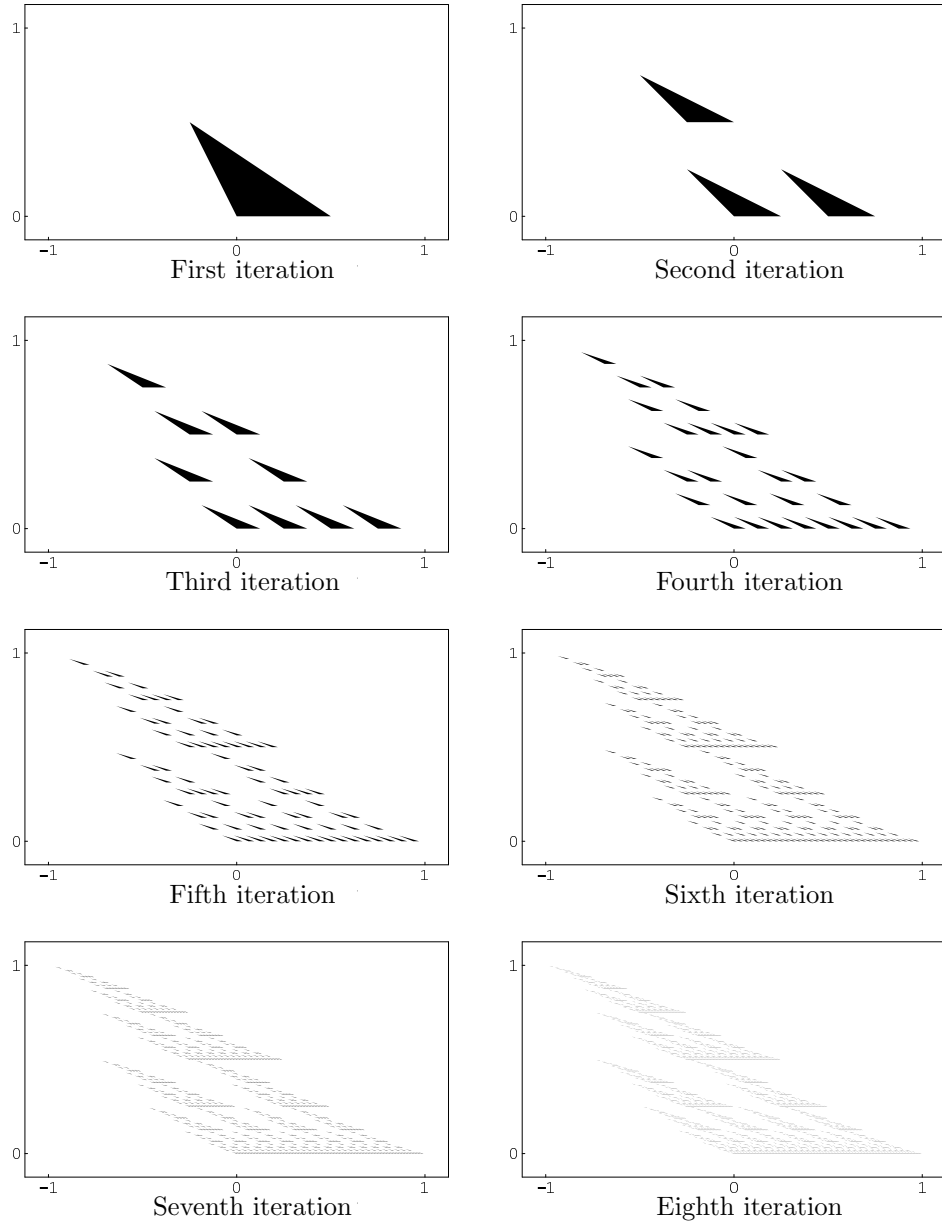 1
0
−1 0 1
First iteration
1
0
−1 0 1
Second iteration
1
0
−1 0 1
Third iteration
1
0
−1 0 1
Fourth iteration
1
0
−1 0 1
Fifth iteration
1
0
−1 0 1
Sixth iteration
1
0
−1 0 1
Seventh iteration
1
0
−1 0 1
Eighth iteration